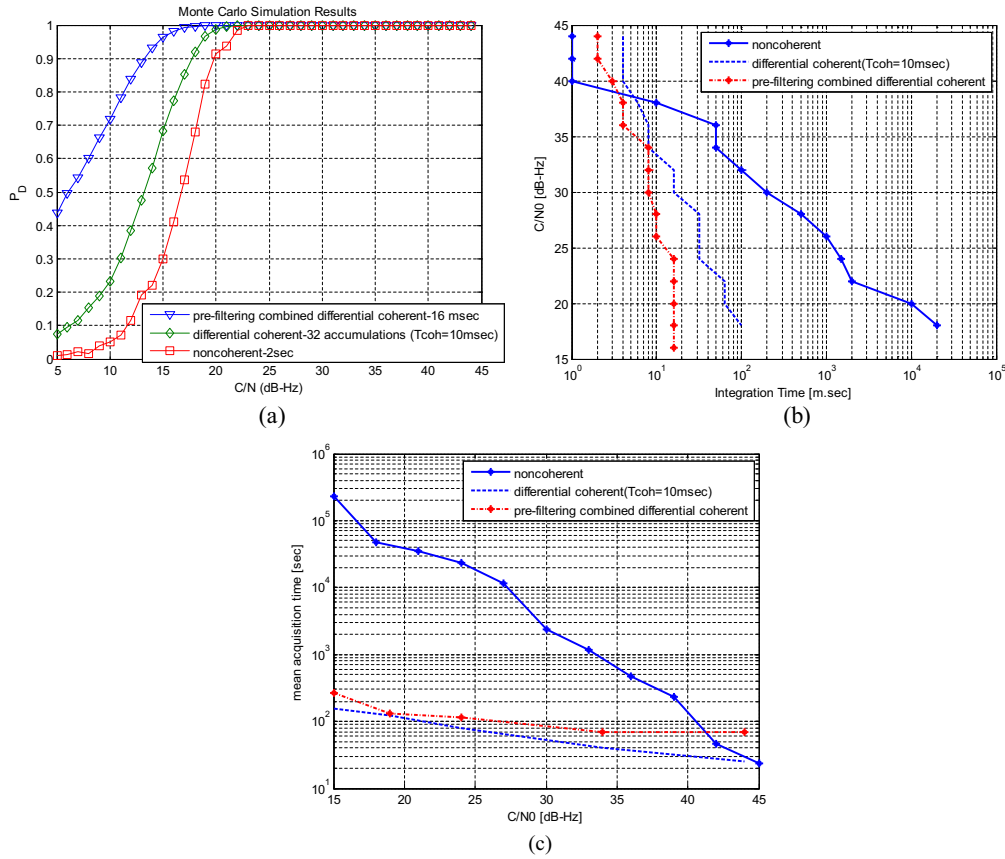 Monte Carlo Simulation Results
1
0.9
0.8
0.7
0.6
0.5
0.4
0.3
0.2
0.1
0
P_D
pre-filtering combined differential coherent-16 msec
differential coherent-32 accumulations (Tcoh=10msec)
noncoherent-2sec
5 10 15 20 25 30 35 40 45
C/N (dB-Hz)
(a)
45
40
35
30
25
20
15
C/N0 [dB-Hz]
noncoherent
differential coherent(Tcoh=10msec)
pre-filtering combined differential coherent
10^0 10^1 10^2 10^3 10^4 10^5
Integration Time [m.sec]
(b)
10^6
10^5
10^4
10^3
10^2
10^1
mean acquisition time [sec]
noncoherent
differential coherent(Tcoh=10msec)
pre-filtering combined differential coherent
15 20 25 30 35 40 45
C/N0 [dB-Hz]
(c)